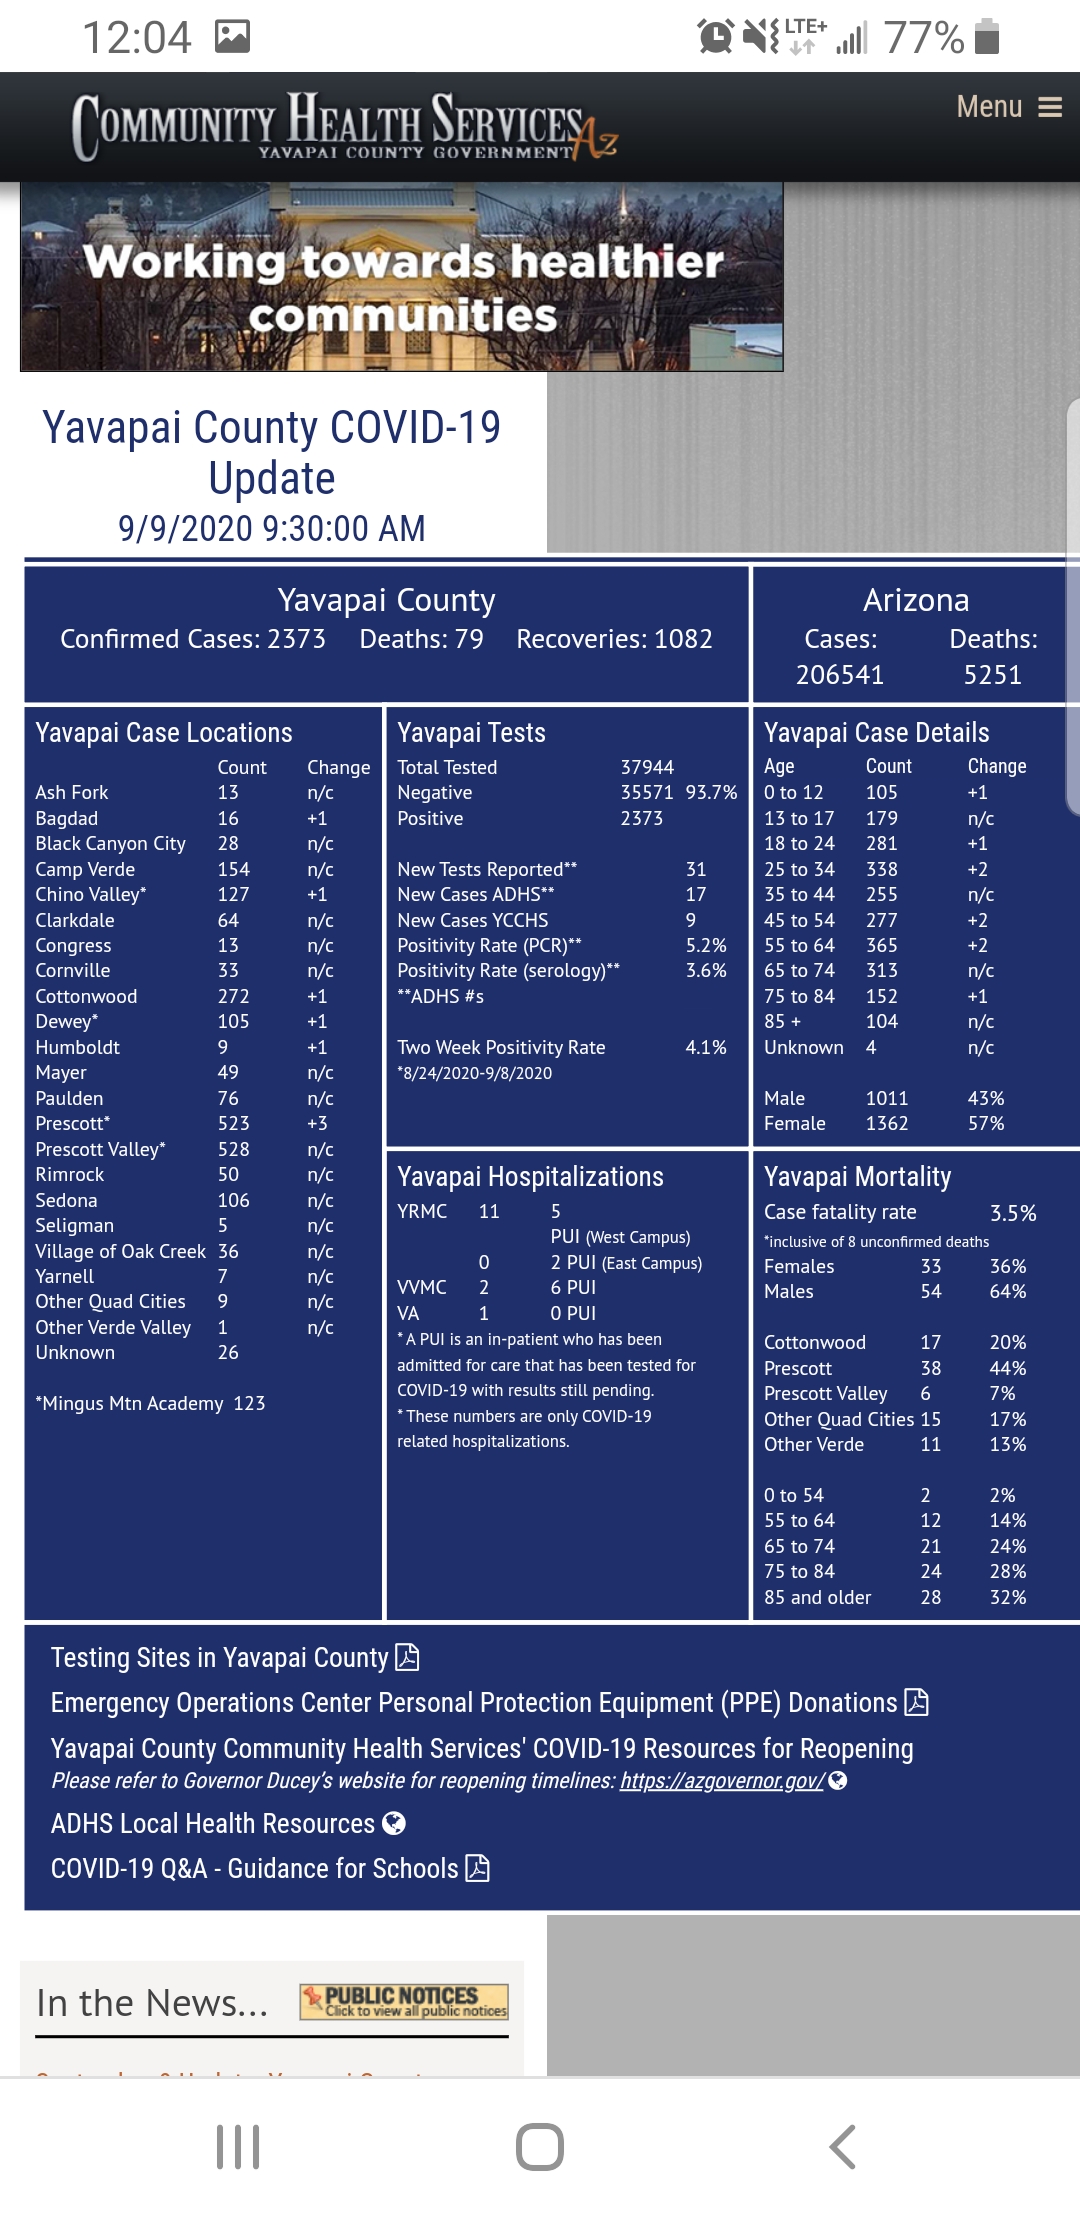 12:04
LTE+ 77%
COMMUNITY HEALTH SERVICES Az
YAVAPAI COUNTY GOVERNMENT
Menu
Working towards healthier
communities
Yavapai County COVID-19
Update
9/9/2020 9:30:00 AM
Yavapai County
Confirmed Cases: 2373 Deaths: 79 Recoveries: 1082
Arizona
Cases: Deaths:
206541 5251
Yavapai Case Locations
Count Change
Ash Fork 13 n/c
Bagdad 16 +1
Black Canyon City 28 n/c
Camp Verde 154 n/c
Chino Valley* 127 +1
Clarkdale 64 n/c
Congress 13 n/c
Cornville 33 n/c
Cottonwood 272 +1
Dewey* 105 +1
Humboldt 9 +1
Mayer 49 n/c
Paulden 76 n/c
Prescott* 523 +3
Prescott Valley* 528 n/c
Rimrock 50 n/c
Sedona 106 n/c
Seligman 5 n/c
Village of Oak Creek 36 n/c
Yarnell 7 n/c
Other Quad Cities 9 n/c
Other Verde Valley 1 n/c
Unknown 26
*Mingus Mtn Academy 123
Yavapai Tests
Total Tested 37944
Negative 35571 93.7%
Positive 2373
New Tests Reported** 31
New Cases ADHS** 17
New Cases YCCHS 9
Positivity Rate (PCR)** 5.2%
Positivity Rate (serology)** 3.6%
**ADHS #s
Two Week Positivity Rate 4.1%
*8/24/2020-9/8/2020
Yavapai Case Details
Age Count Change
0 to 12 105 +1
13 to 17 179 n/c
18 to 24 281 +1
25 to 34 338 +2
35 to 44 255 n/c
45 to 54 277 +2
55 to 64 365 +2
65 to 74 313 n/c
75 to 84 152 +1
85 + 104 n/c
Unknown 4 n/c
Male 1011 43%
Female 1362 57%
Yavapai Hospitalizations
YRMC 11 5
PUI (West Campus)
0 2 PUI (East Campus)
VVMC 2 6 PUI
VA 1 0 PUI
* A PUI is an in-patient who has been
admitted for care that has been tested for
COVID-19 with results still pending.
* These numbers are only COVID-19
related hospitalizations.
Yavapai Mortality
Case fatality rate 3.5%
*inclusive of 8 unconfirmed deaths
Females 33 36%
Males 54 64%
Cottonwood 17 20%
Prescott 38 44%
Prescott Valley 6 7%
Other Quad Cities 15 17%
Other Verde 11 13%
0 to 54 2 2%
55 to 64 12 14%
65 to 74 21 24%
75 to 84 24 28%
85 and older 28 32%
Testing Sites in Yavapai County
Emergency Operations Center Personal Protection Equipment (PPE) Donations
Yavapai County Community Health Services' COVID-19 Resources for Reopening
Please refer to Governor Ducey's website for reopening timelines: https://azgovernor.gov/
ADHS Local Health Resources
COVID-19 Q&A - Guidance for Schools
In the News...
PUBLIC NOTICES
Click to view all public notices